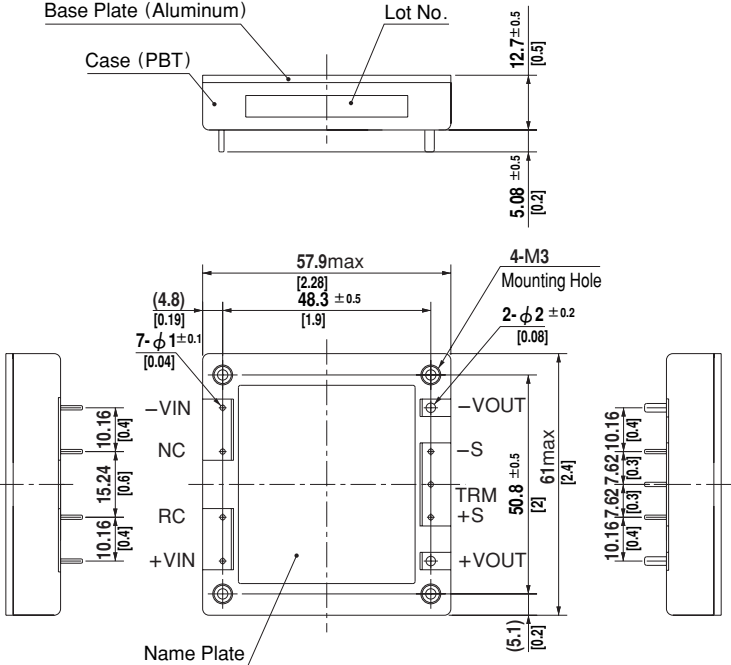 Base Plate (Aluminum)
Lot No.
Case (PBT)
12.7±0.5
[0.5]
5.08 ±0.5
[0.2]
57.9max
[2.28]
4-M3
Mounting Hole
(4.8)
[0.19]
48.3 ±0.5
[1.9]
2-ϕ2 ±0.2
[0.08]
7-ϕ1±0.1
[0.04]
−VIN
−VOUT
NC
−S
TRM
RC
+S
+VIN
+VOUT
10.16
[0.4]
15.24
[0.6]
10.16
[0.4]
50.8 ±0.5
[2]
61max
[2.4]
(5.1)
[0.2]
10.16
[0.4]
7.62
[0.3]
7.62
[0.3]
10.16
[0.4]
Name Plate